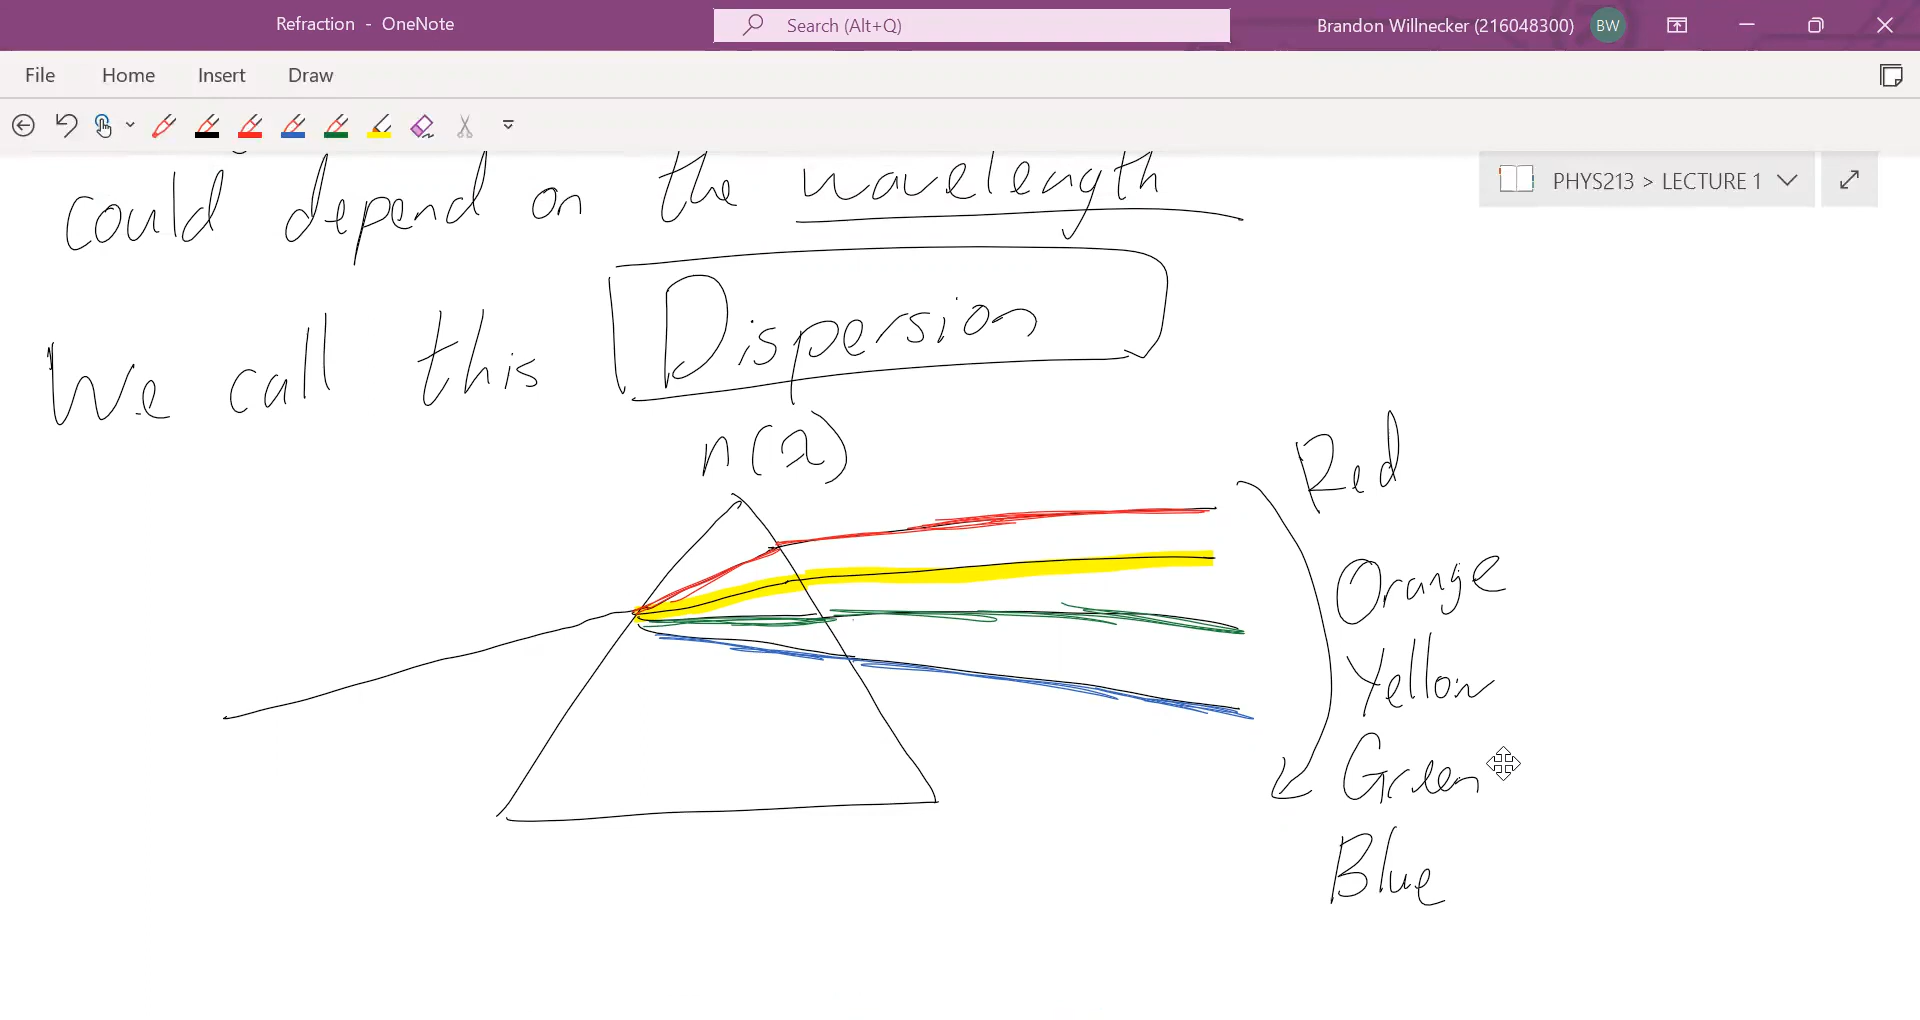 Refraction - OneNote
Search (Alt+Q)
Brandon Willnecker (216048300)
BW
File Home Insert Draw
PHYS213 > LECTURE 1
could depend on the wavelength
We call this Dispersion
n(λ)
Red
Orange
Yellow
Green
Blue